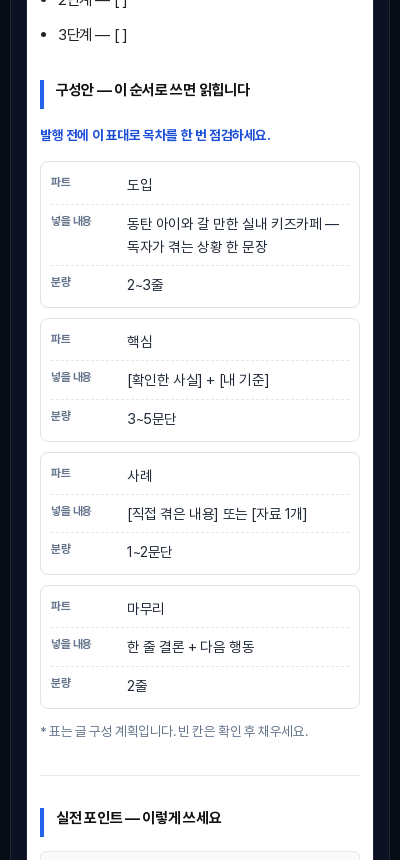 2단계 — [ ]
3단계 — [ ]
구성안 — 이 순서로 쓰면 읽힙니다
발행 전에 이 표대로 목차를 한 번 점검하세요.
파트 도입
넣을 내용 동탄 아이와 갈 만한 실내 키즈카페 —
독자가 겪는 상황 한 문장
분량 2~3줄
파트 핵심
넣을 내용 [확인한 사실] + [내 기준]
분량 3~5문단
파트 사례
넣을 내용 [직접 겪은 내용] 또는 [자료 1개]
분량 1~2문단
파트 마무리
넣을 내용 한 줄 결론 + 다음 행동
분량 2줄
* 표는 글 구성 계획입니다. 빈 칸은 확인 후 채우세요.
실전 포인트 — 이렇게 쓰세요